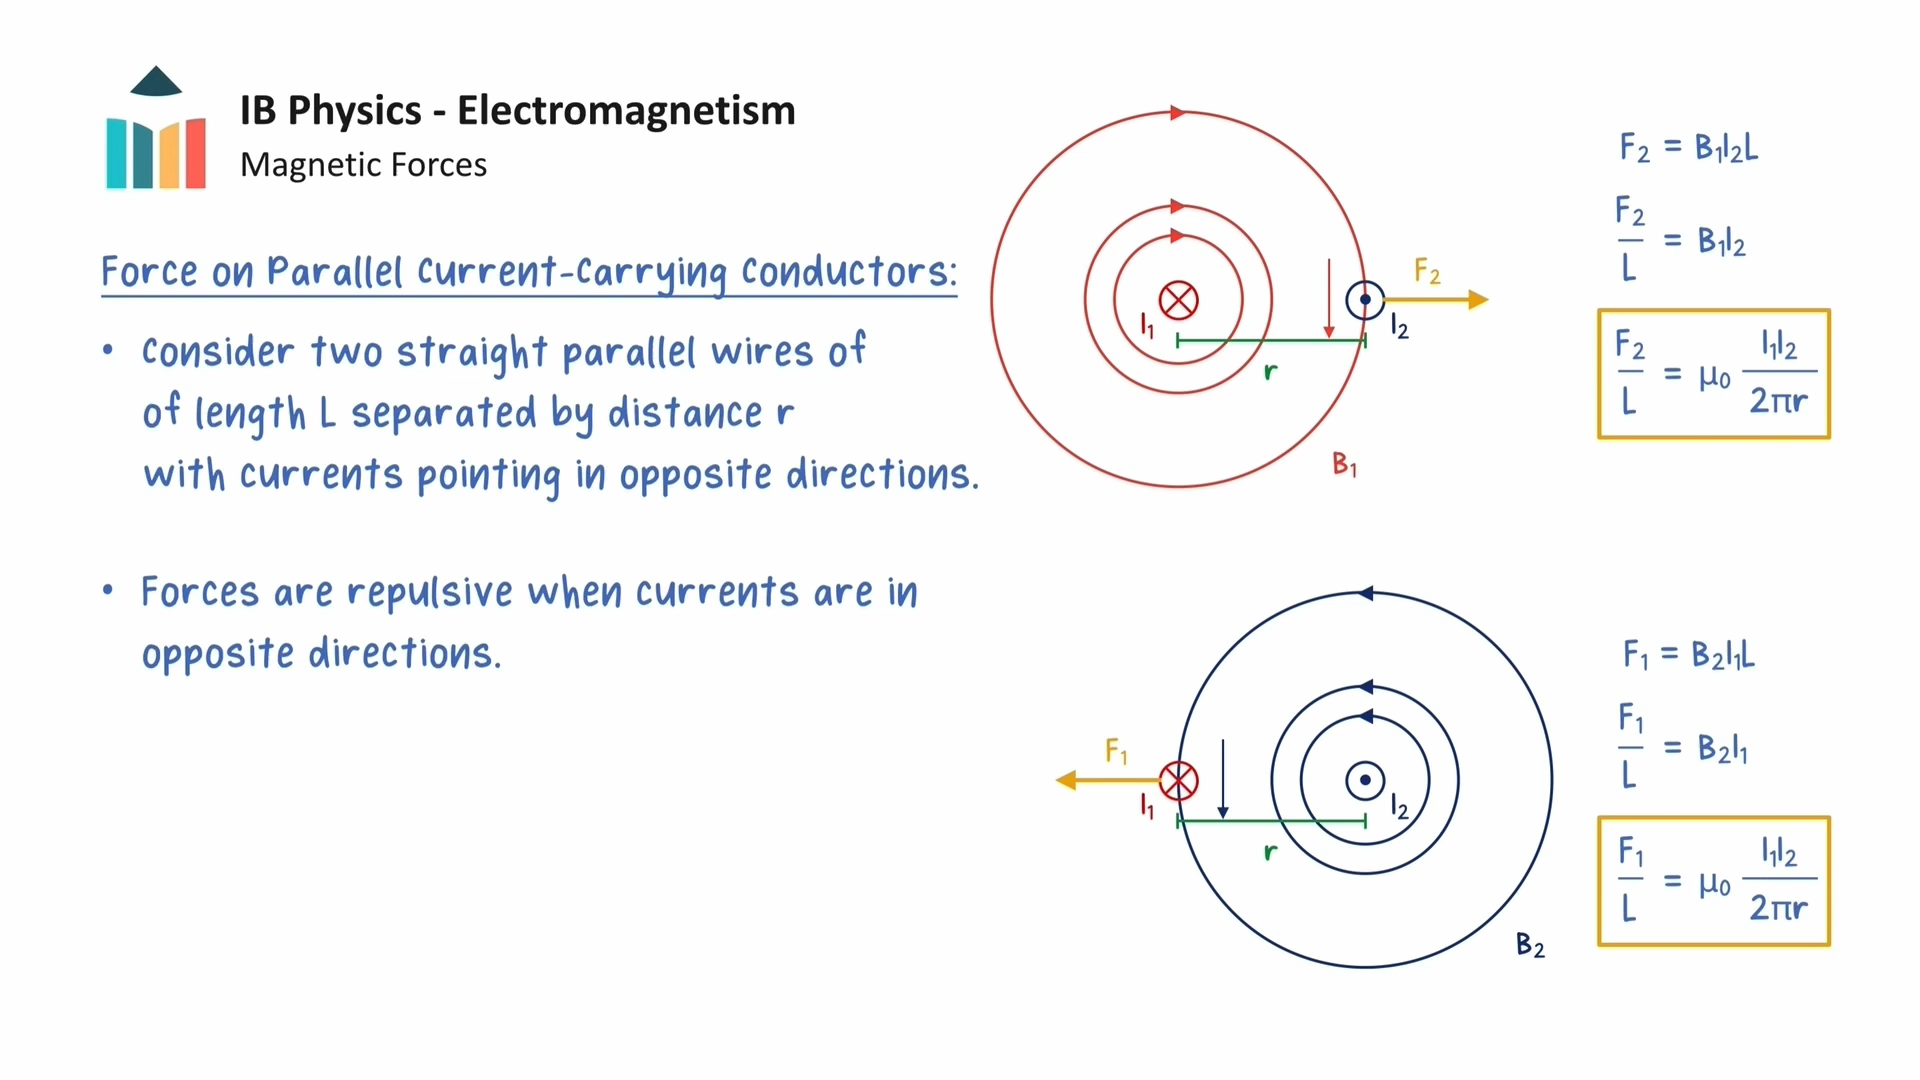 IB Physics - Electromagnetism
Magnetic Forces
Force on Parallel Current-Carrying Conductors:
• Consider two straight parallel wires of
of length L separated by distance r
with currents pointing in opposite directions.
• Forces are repulsive when currents are in
opposite directions.
I₁
r
I₂
F₂
B₁
F₂ = B₁I₂L
F₂/L = B₁I₂
F₂/L = μ₀ I₁I₂/2πr
F₁
I₁
r
I₂
B₂
F₁ = B₂I₁L
F₁/L = B₂I₁
F₁/L = μ₀ I₁I₂/2πr